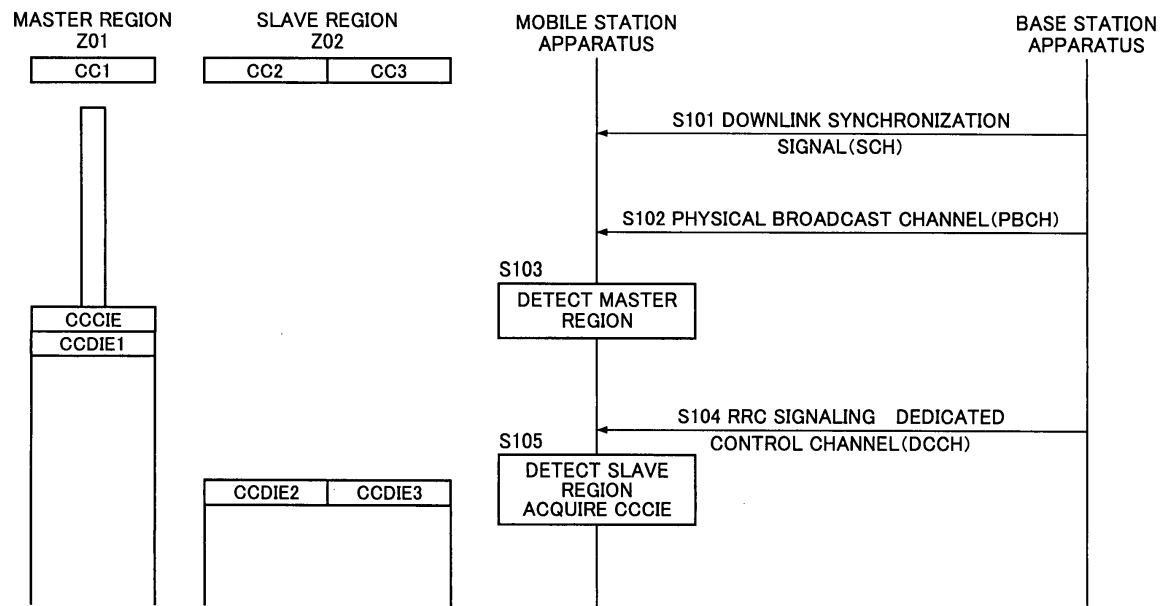 MASTER REGION
Z01
SLAVE REGION
Z02
MOBILE STATION
APPARATUS
BASE STATION
APPARATUS
CC1
CC2
CC3
S101 DOWNLINK SYNCHRONIZATION
SIGNAL(SCH)
S102 PHYSICAL BROADCAST CHANNEL(PBCH)
S103
DETECT MASTER
REGION
CCCIE
CCDIE1
S104 RRC SIGNALING DEDICATED
CONTROL CHANNEL(DCCH)
S105
DETECT SLAVE
REGION
ACQUIRE CCCIE
CCDIE2
CCDIE3